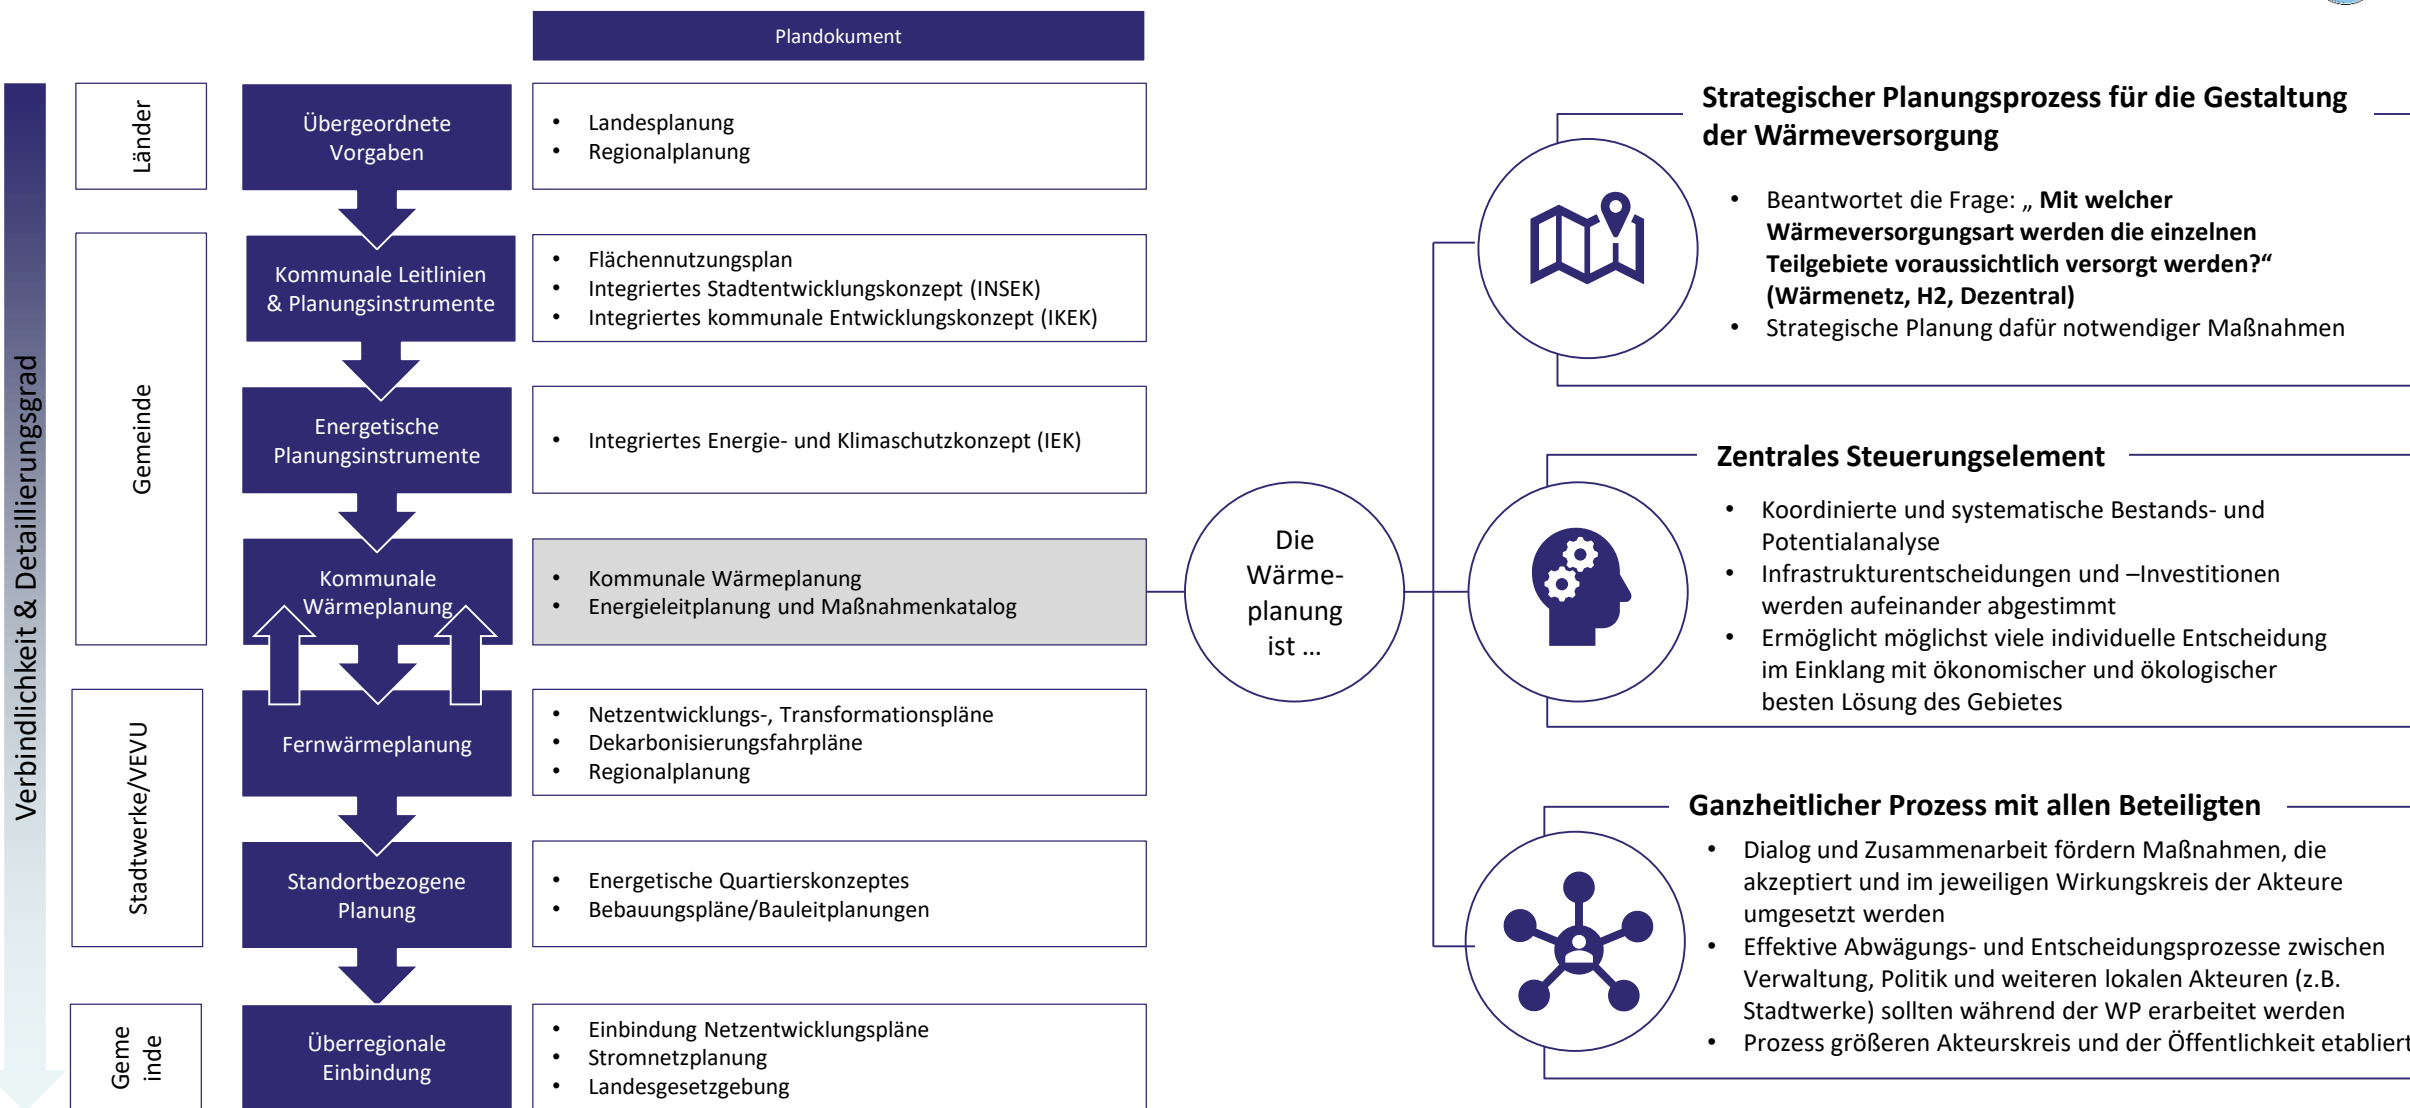 Plandokument
Verbindlichkeit & Detaillierungsgrad
Länder
Übergeordnete
Vorgaben
• Landesplanung
• Regionalplanung
Gemeinde
Kommunale Leitlinien
& Planungsinstrumente
• Flächennutzungsplan
• Integriertes Stadtentwicklungskonzept (INSEK)
• Integriertes kommunale Entwicklungskonzept (IKEK)
Energetische
Planungsinstrumente
• Integriertes Energie- und Klimaschutzkonzept (IEK)
Kommunale
Wärmeplanung
• Kommunale Wärmeplanung
• Energieleitplanung und Maßnahmenkatalog
Stadtwerke/VEVU
Fernwärmeplanung
• Netzentwicklungs-, Transformationspläne
• Dekarbonisierungsfahrpläne
• Regionalplanung
Standortbezogene
Planung
• Energetische Quartierskonzeptes
• Bebauungspläne/Bauleitplanungen
Geme
inde
Überregionale
Einbindung
• Einbindung Netzentwicklungspläne
• Stromnetzplanung
• Landesgesetzgebung
Die
Wärme-
planung
ist ...
Strategischer Planungsprozess für die Gestaltung
der Wärmeversorgung
• Beantwortet die Frage: „ Mit welcher
Wärmeversorgungsart werden die einzelnen
Teilgebiete voraussichtlich versorgt werden?“
(Wärmenetz, H2, Dezentral)
• Strategische Planung dafür notwendiger Maßnahmen
Zentrales Steuerungselement
• Koordinierte und systematische Bestands- und
Potentialanalyse
• Infrastrukturentscheidungen und –Investitionen
werden aufeinander abgestimmt
• Ermöglicht möglichst viele individuelle Entscheidung
im Einklang mit ökonomischer und ökologischer
besten Lösung des Gebietes
Ganzheitlicher Prozess mit allen Beteiligten
• Dialog und Zusammenarbeit fördern Maßnahmen, die
akzeptiert und im jeweiligen Wirkungskreis der Akteure
umgesetzt werden
• Effektive Abwägungs- und Entscheidungsprozesse zwischen
Verwaltung, Politik und weiteren lokalen Akteuren (z.B.
Stadtwerke) sollten während der WP erarbeitet werden
• Prozess größeren Akteurskreis und der Öffentlichkeit etabliert